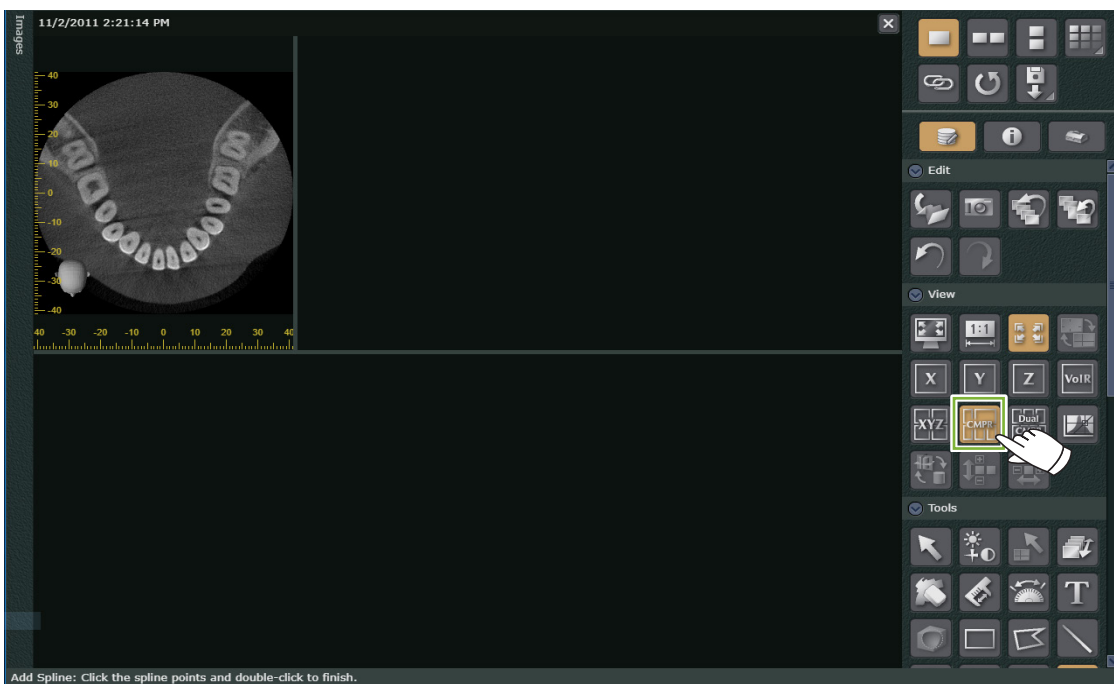 Images
11/2/2011 2:21:14 PM
40
30
20
10
0
-10
-20
-30
-40
40 -30 -20 -10 0 10 20 30 40
Edit
View
1:1
X Y Z VolR
XYZ CMPR Dual
Tools
T
Add Spline: Click the spline points and double-click to finish.